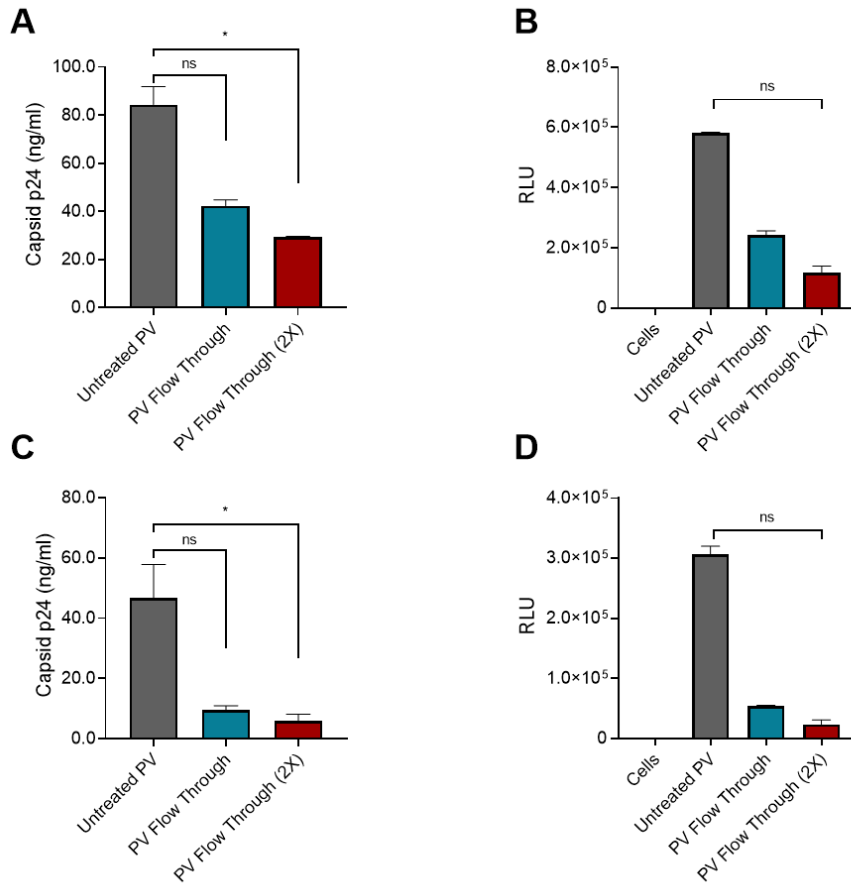 A
Capsid p24 (ng/ml)
100.0
80.0
60.0
40.0
20.0
0.0
*
ns
Untreated PV
PV Flow Through
PV Flow Through (2X)
B
RLU
8.0×10⁵
6.0×10⁵
4.0×10⁵
2.0×10⁵
0
ns
Cells
Untreated PV
PV Flow Through
PV Flow Through (2X)
C
Capsid p24 (ng/ml)
80.0
60.0
40.0
20.0
0.0
*
ns
Untreated PV
PV Flow Through
PV Flow Through (2X)
D
RLU
4.0×10⁵
3.0×10⁵
2.0×10⁵
1.0×10⁵
0
ns
Cells
Untreated PV
PV Flow Through
PV Flow Through (2X)